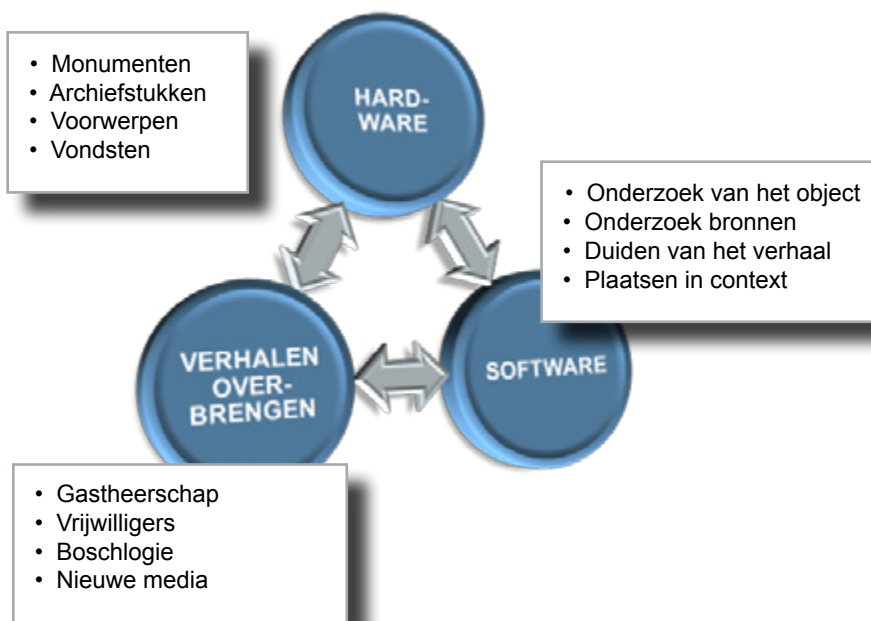 • Monumenten
• Archiefstukken
• Voorwerpen
• Vondsten
HARD-
WARE
• Onderzoek van het object
• Onderzoek bronnen
• Duiden van het verhaal
• Plaatsen in context
VERHALEN
OVER-
BRENGEN
SOFTWARE
• Gastheerschap
• Vrijwilligers
• Boschlogie
• Nieuwe media